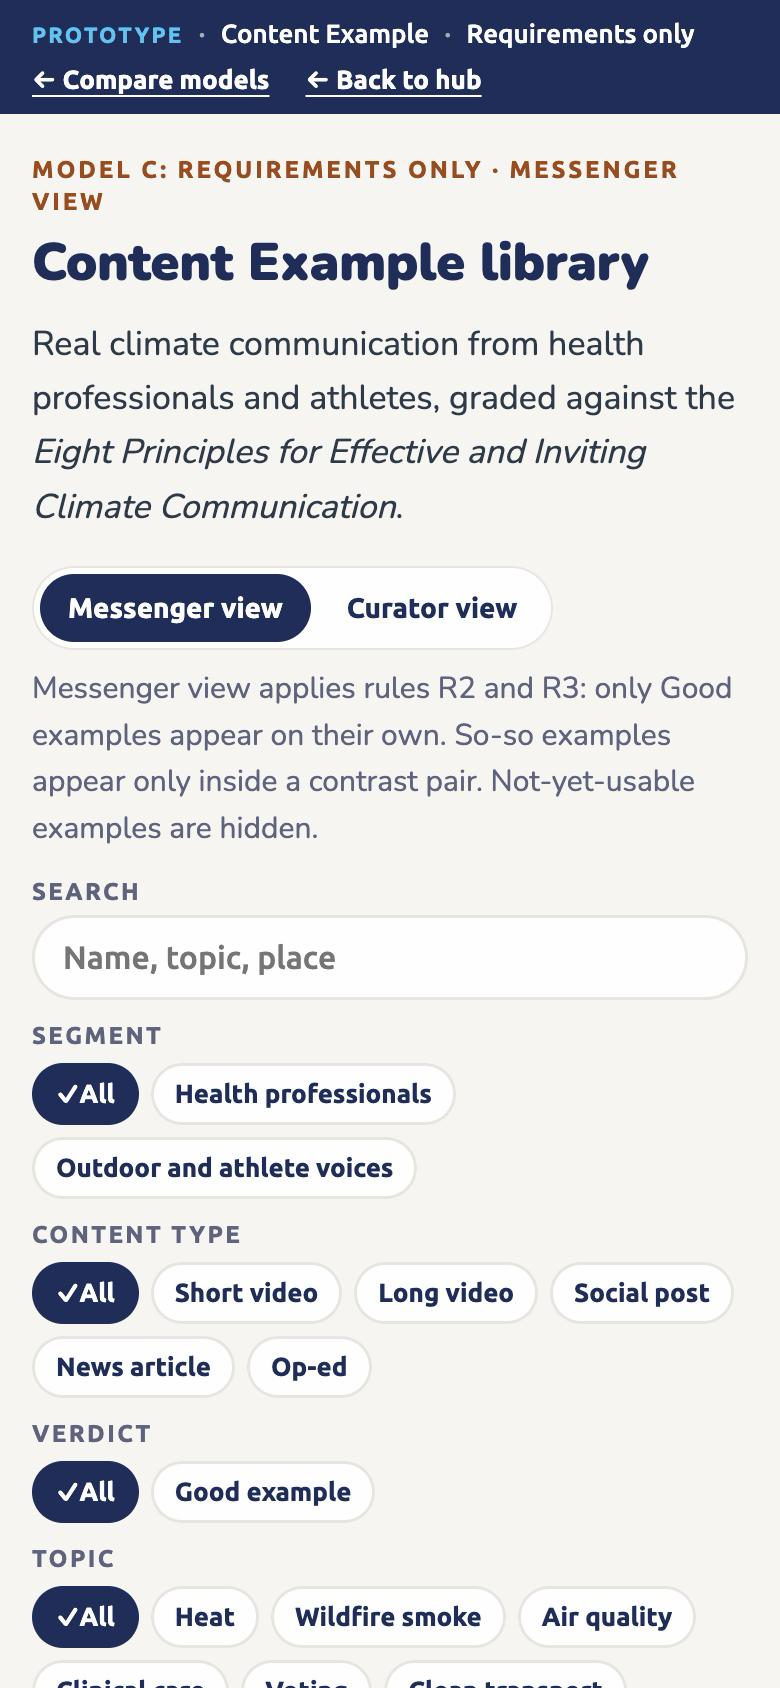 PROTOTYPE · Content Example · Requirements only
← Compare models ← Back to hub
MODEL C: REQUIREMENTS ONLY · MESSENGER
VIEW
Content Example library
Real climate communication from health
professionals and athletes, graded against the
Eight Principles for Effective and Inviting
Climate Communication.
Messenger view Curator view
Messenger view applies rules R2 and R3: only Good
examples appear on their own. So-so examples
appear only inside a contrast pair. Not-yet-usable
examples are hidden.
SEARCH
Name, topic, place
SEGMENT
✓All Health professionals
Outdoor and athlete voices
CONTENT TYPE
✓All Short video Long video Social post
News article Op-ed
VERDICT
✓All Good example
TOPIC
✓All Heat Wildfire smoke Air quality
Clinical care Voting Clean transport